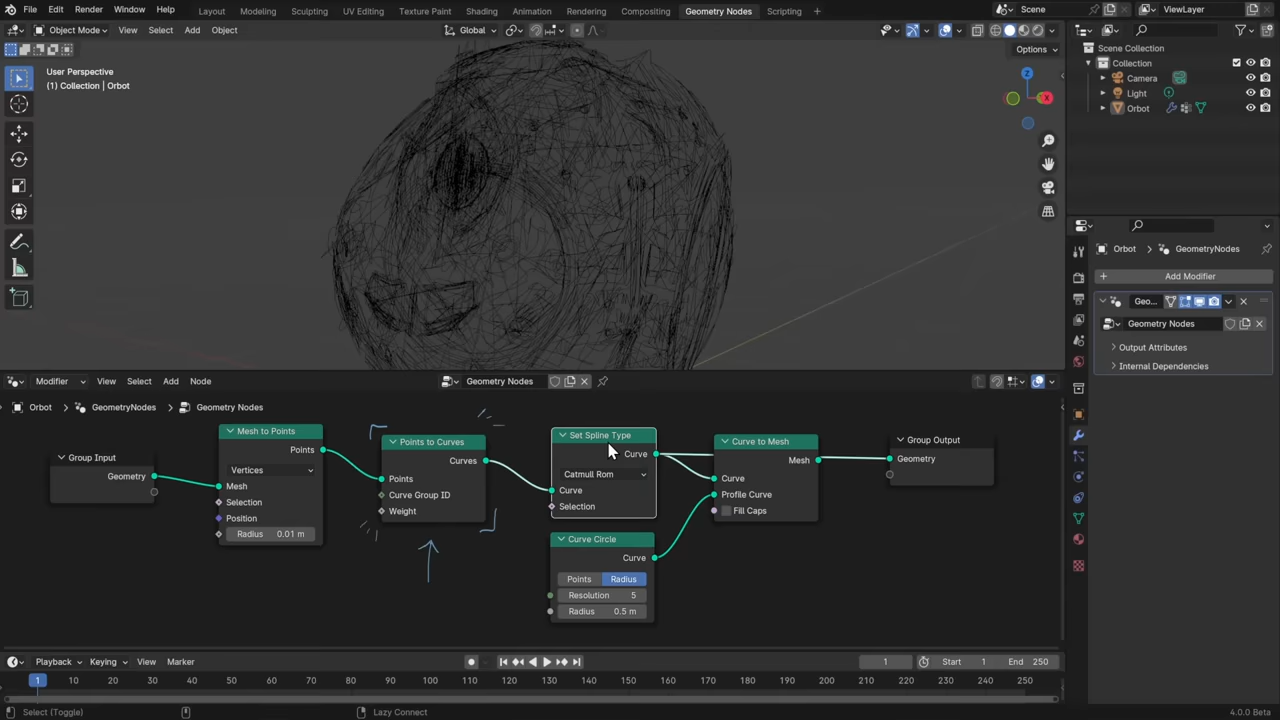 File Edit Render Window Help Layout Modeling Sculpting UV Editing Texture Paint Shading Animation Rendering Compositing Geometry Nodes Scripting Scene ViewLayer
Object Mode View Select Add Object Global
Options
User Perspective
(1) Collection | Orbot
Z
X
Scene Collection
Collection
Camera
Light
Orbot
Orbot GeometryNodes
Add Modifier
Geo...
Geometry Nodes
Output Attributes
Internal Dependencies
Modifier View Select Add Node Geometry Nodes
Orbot GeometryNodes Geometry Nodes
Group Input
Geometry
Mesh to Points
Points
Vertices
Mesh
Selection
Position
Radius 0.01 m
Points to Curves
Curves
Points
Curve Group ID
Weight
Set Spline Type
Curve
Catmull Rom
Curve
Selection
Curve Circle
Curve
Points Radius
Resolution 5
Radius 0.5 m
Curve to Mesh
Mesh
Curve
Profile Curve
Fill Caps
Group Output
Geometry
Playback Keying View Marker 1 Start 1 End 250
1 10 20 30 40 50 60 70 80 90 100 110 120 130 140 150 160 170 180 190 200 210 220 230 240 250
Select (Toggle) Lazy Connect 4.0.0 Beta